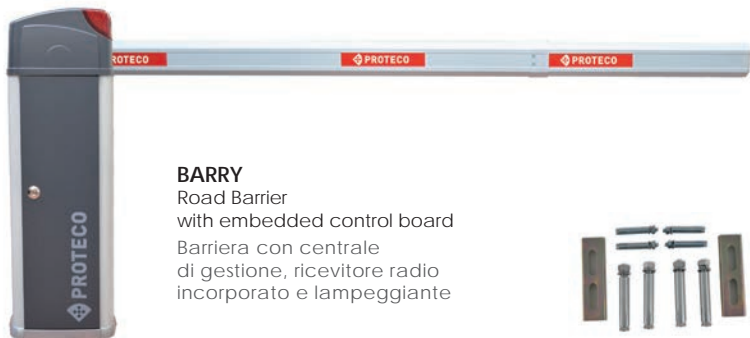 ROTECO
PROTECO
PROTECO
PROTECO
BARRY
Road Barrier
with embedded control board
Barriera con centrale
di gestione, ricevitore radio
incorporato e lampeggiante